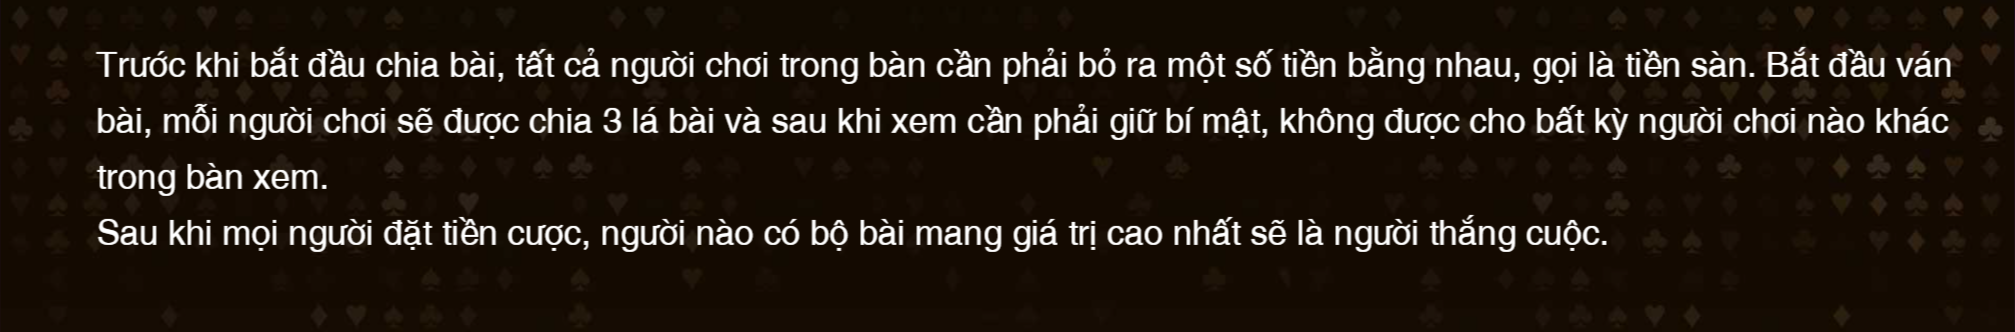 Trước khi bắt đầu chia bài, tất cả người chơi trong bàn cần phải bỏ ra một số tiền bằng nhau, gọi là tiền sàn. Bắt đầu ván
bài, mỗi người chơi sẽ được chia 3 lá bài và sau khi xem cần phải giữ bí mật, không được cho bất kỳ người chơi nào khác
trong bàn xem.
Sau khi mọi người đặt tiền cược, người nào có bộ bài mang giá trị cao nhất sẽ là người thắng cuộc.